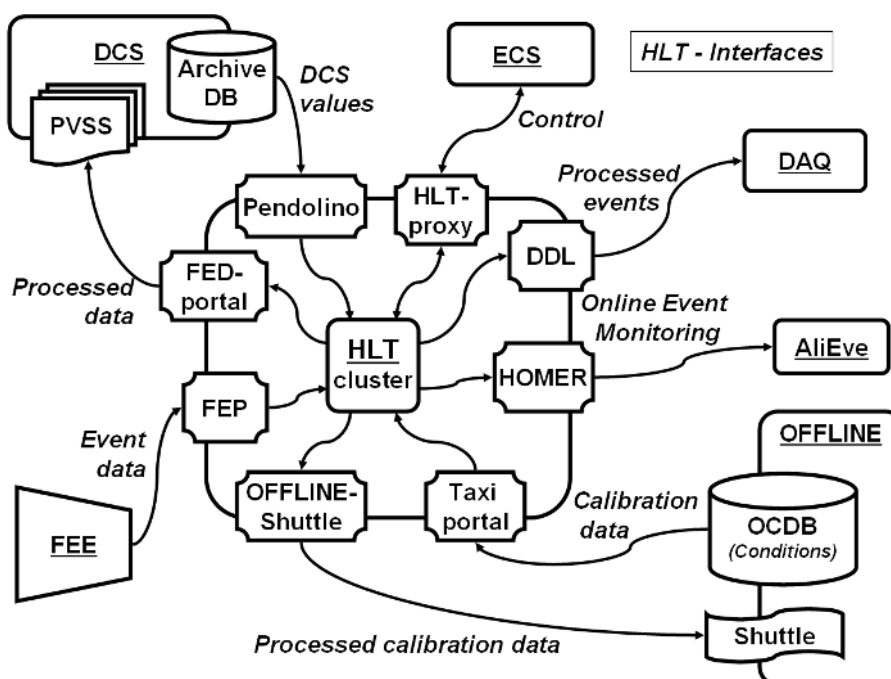 DCS
Archive
DB
PVSS
DCS
values
ECS
HLT - Interfaces
Control
DAQ
Processed
events
Pendolino
HLT-
proxy
DDL
FED-
portal
Processed
data
Online Event
Monitoring
HLT
cluster
HOMER
AliEve
FEP
Event
data
OFFLINE
OFFLINE-
Shuttle
Taxi
portal
Calibration
data
OCDB
(Conditions)
FEE
Shuttle
Processed calibration data